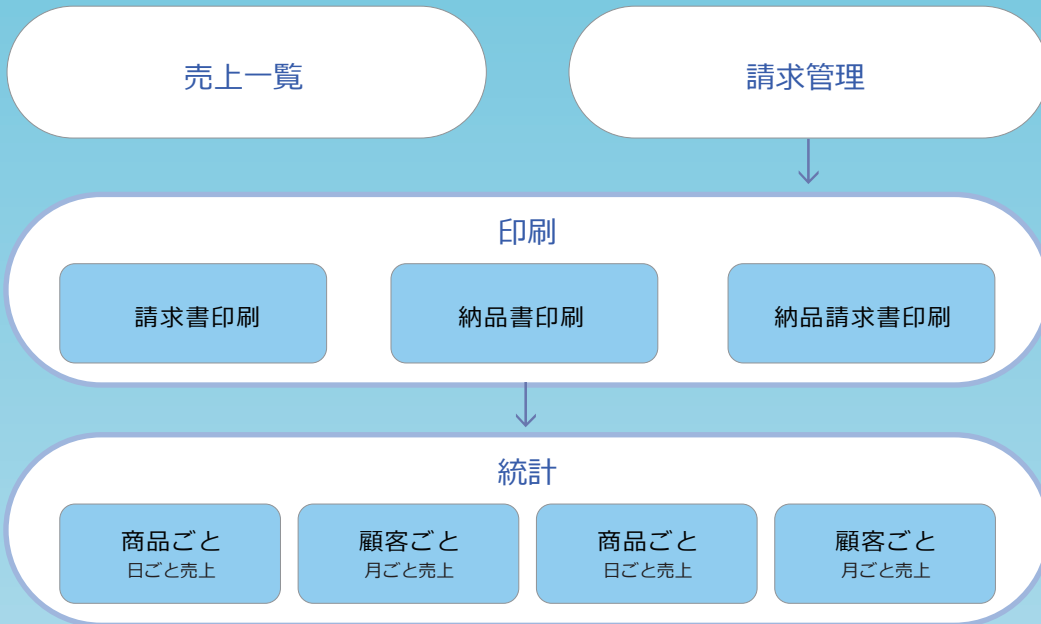 売上一覧
請求管理
印刷
請求書印刷
納品書印刷
納品請求書印刷
統計
商品ごと
日ごと売上
顧客ごと
月ごと売上
商品ごと
日ごと売上
顧客ごと
月ごと売上